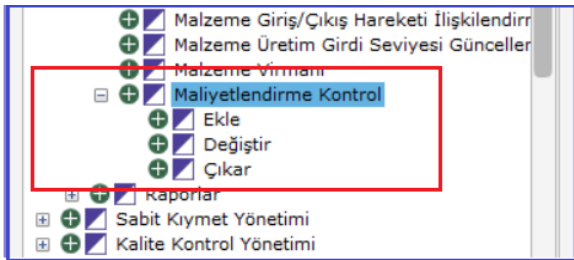 Malzeme Giriş/Çıkış Hareketi İlişkilendirr
Malzeme Üretim Girdi Seviyesi Günceller
Malzeme Virmanı
Maliyetlendirme Kontrol
Ekle
Değiştir
Çıkar
Raporlar
Sabit Kıymet Yönetimi
Kalite Kontrol Yönetimi